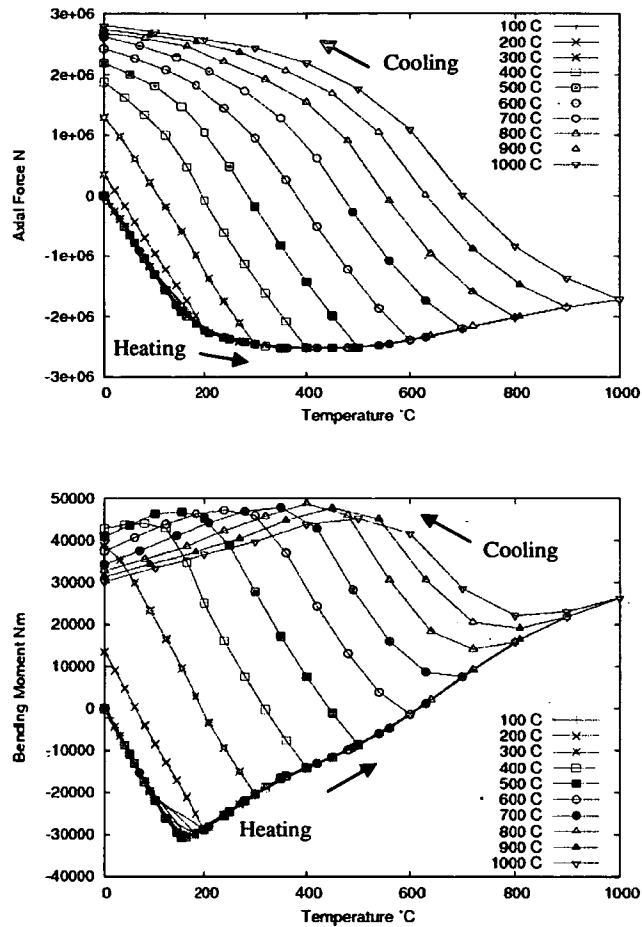 3e+06
2e+06
1e+06
0
-1e+06
-2e+06
-3e+06
Axial Force N
Cooling
Heating
100 C
200 C
300 C
400 C
500 C
600 C
700 C
800 C
900 C
1000 C
0 200 400 600 800 1000
Temperature °C
50000
40000
30000
20000
10000
0
-10000
-20000
-30000
-40000
Bending Moment Nm
Cooling
Heating
100 C
200 C
300 C
400 C
500 C
600 C
700 C
800 C
900 C
1000 C
0 200 400 600 800 1000
Temperature °C